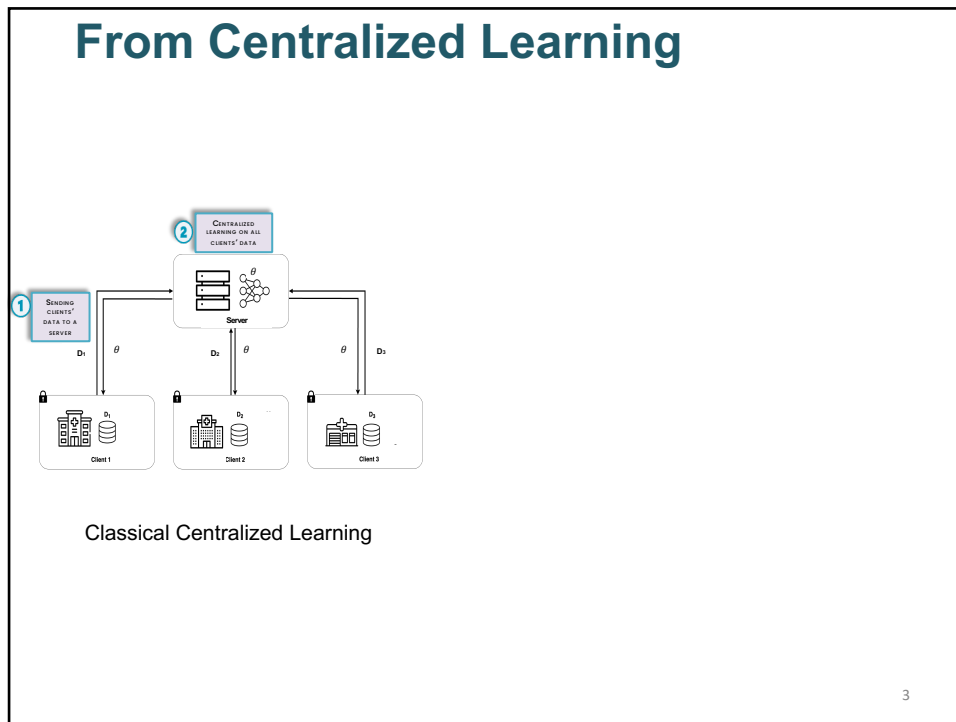 From Centralized Learning
2
CENTRALIZED
LEARNING ON ALL
CLIENTS' DATA
θ
Server
1
SENDING
CLIENTS'
DATA TO A
SERVER
D1 θ D2 θ θ D3
D1
Client 1
D2
Client 2
D3
Client 3
Classical Centralized Learning
3